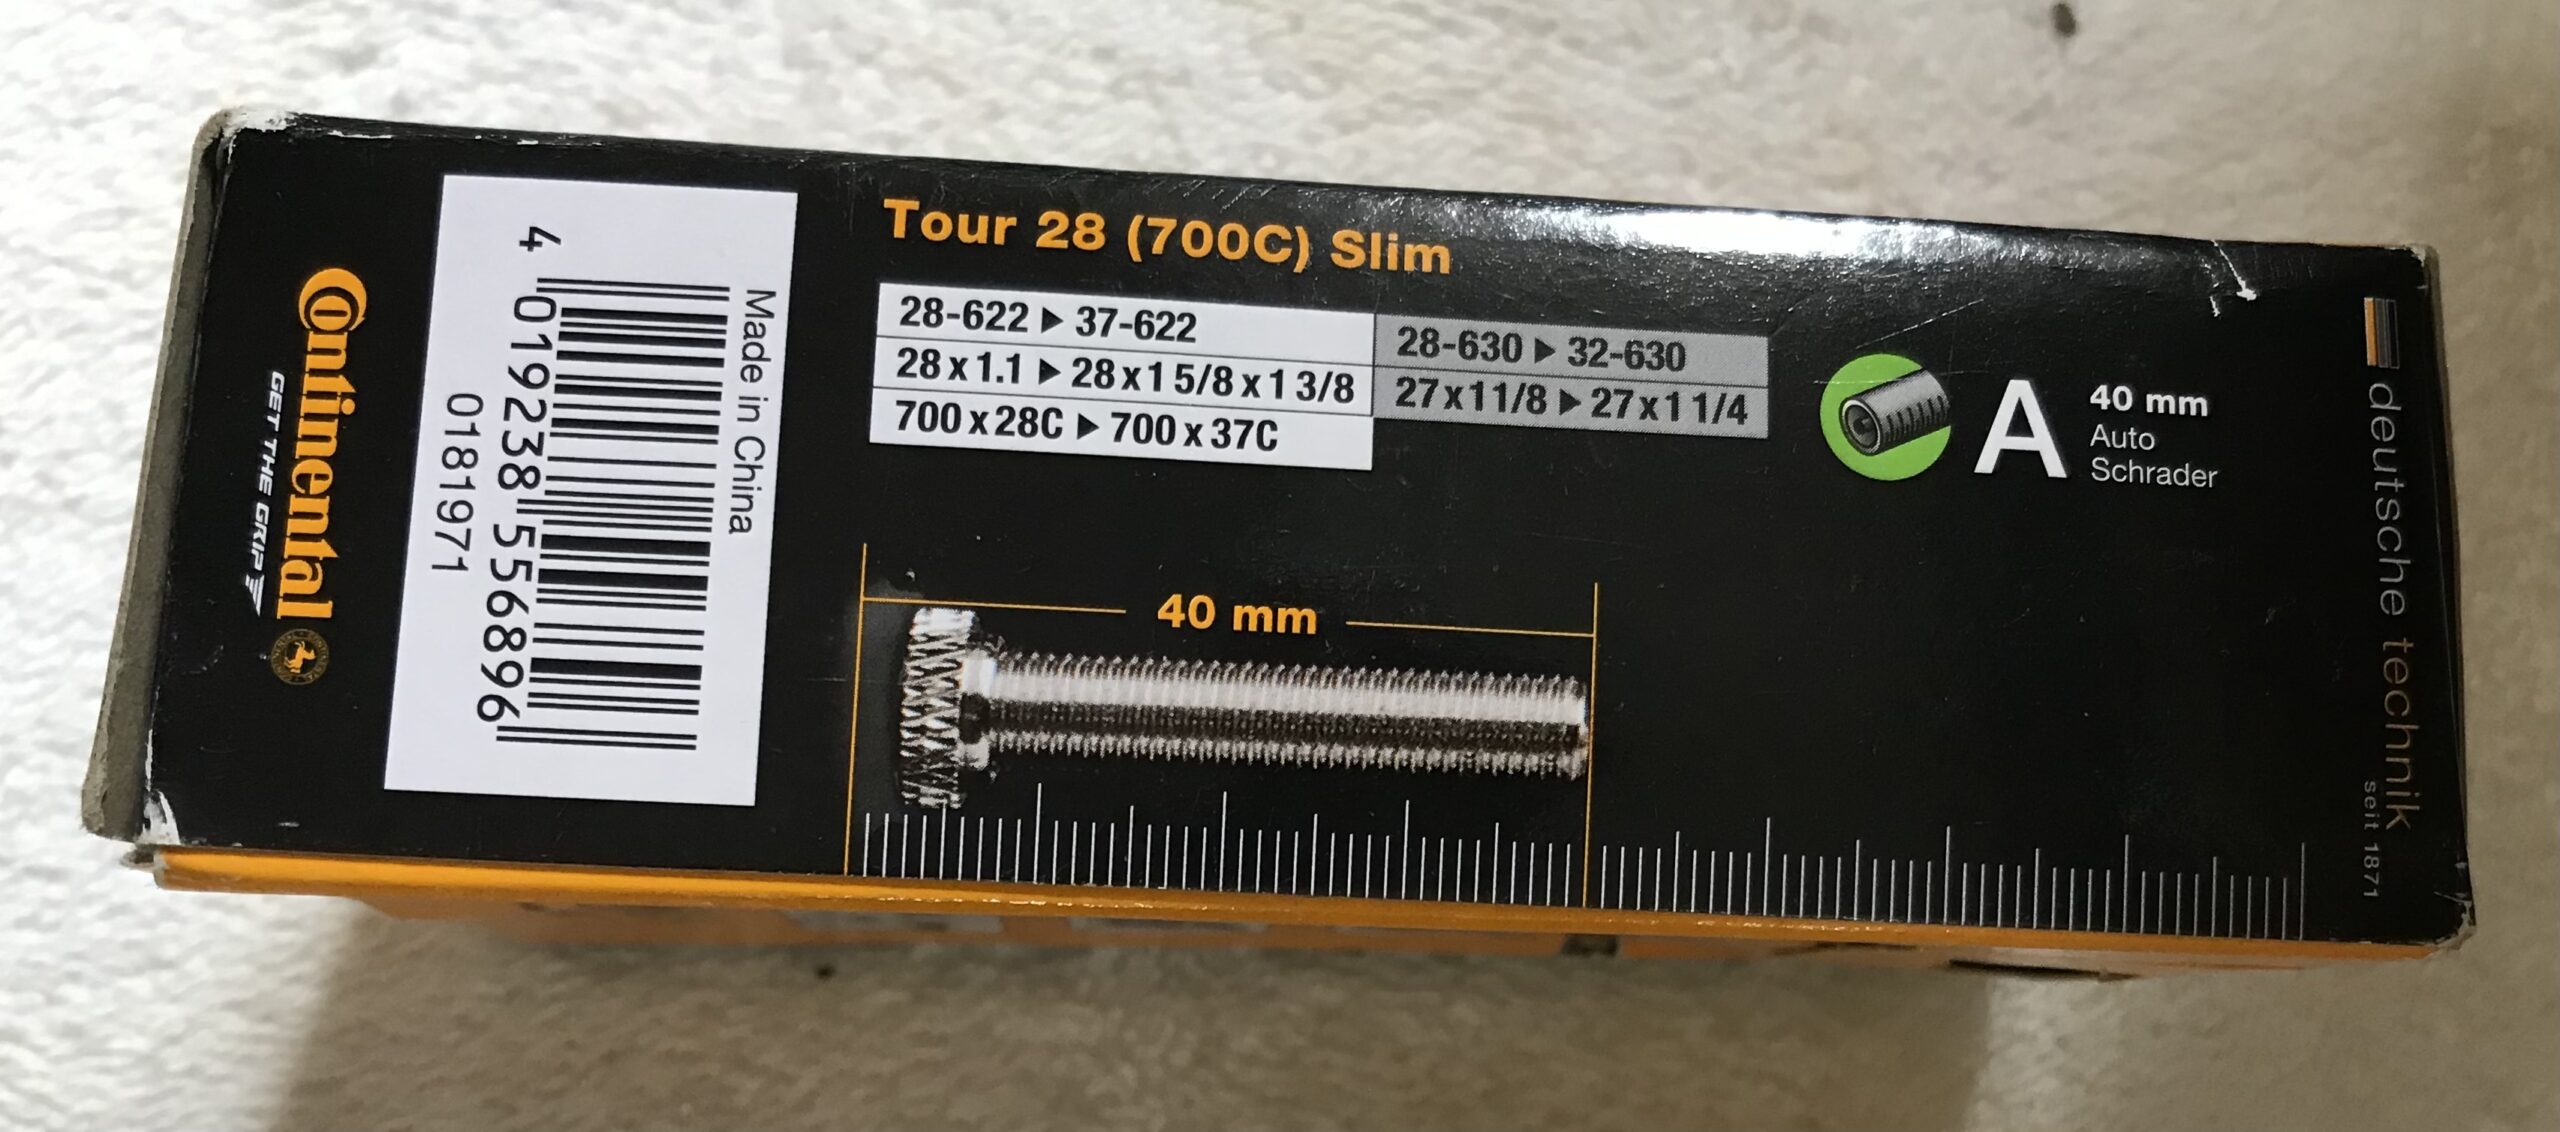 Continental
GET THE GRIP
Made in China
4 019238 556896
0181971
Tour 28 (700C) Slim
28-622 ▶ 37-622
28 x 1.1 ▶ 28 x 1 5/8 x 1 3/8
700 x 28C ▶ 700 x 37C
28-630 ▶ 32-630
27 x 1 1/8 ▶ 27 x 1 1/4
A
40 mm
Auto
Schrader
40 mm
deutsche technik
seit 1871